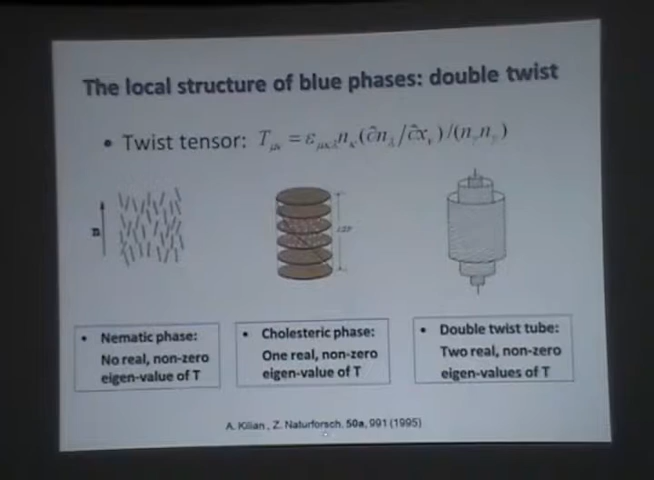 The local structure of blue phases: double twist
• Twist tensor: T_μν = ε_μκλ n_κ (∂n_λ/∂x_ν)/(n_γ n_γ)
n
• Nematic phase:
No real, non-zero
eigen-value of T
• Cholesteric phase:
One real, non-zero
eigen-value of T
• Double twist tube:
Two real, non-zero
eigen-values of T
A. Kilian , Z. Naturforsch. 50a, 991 (1995)